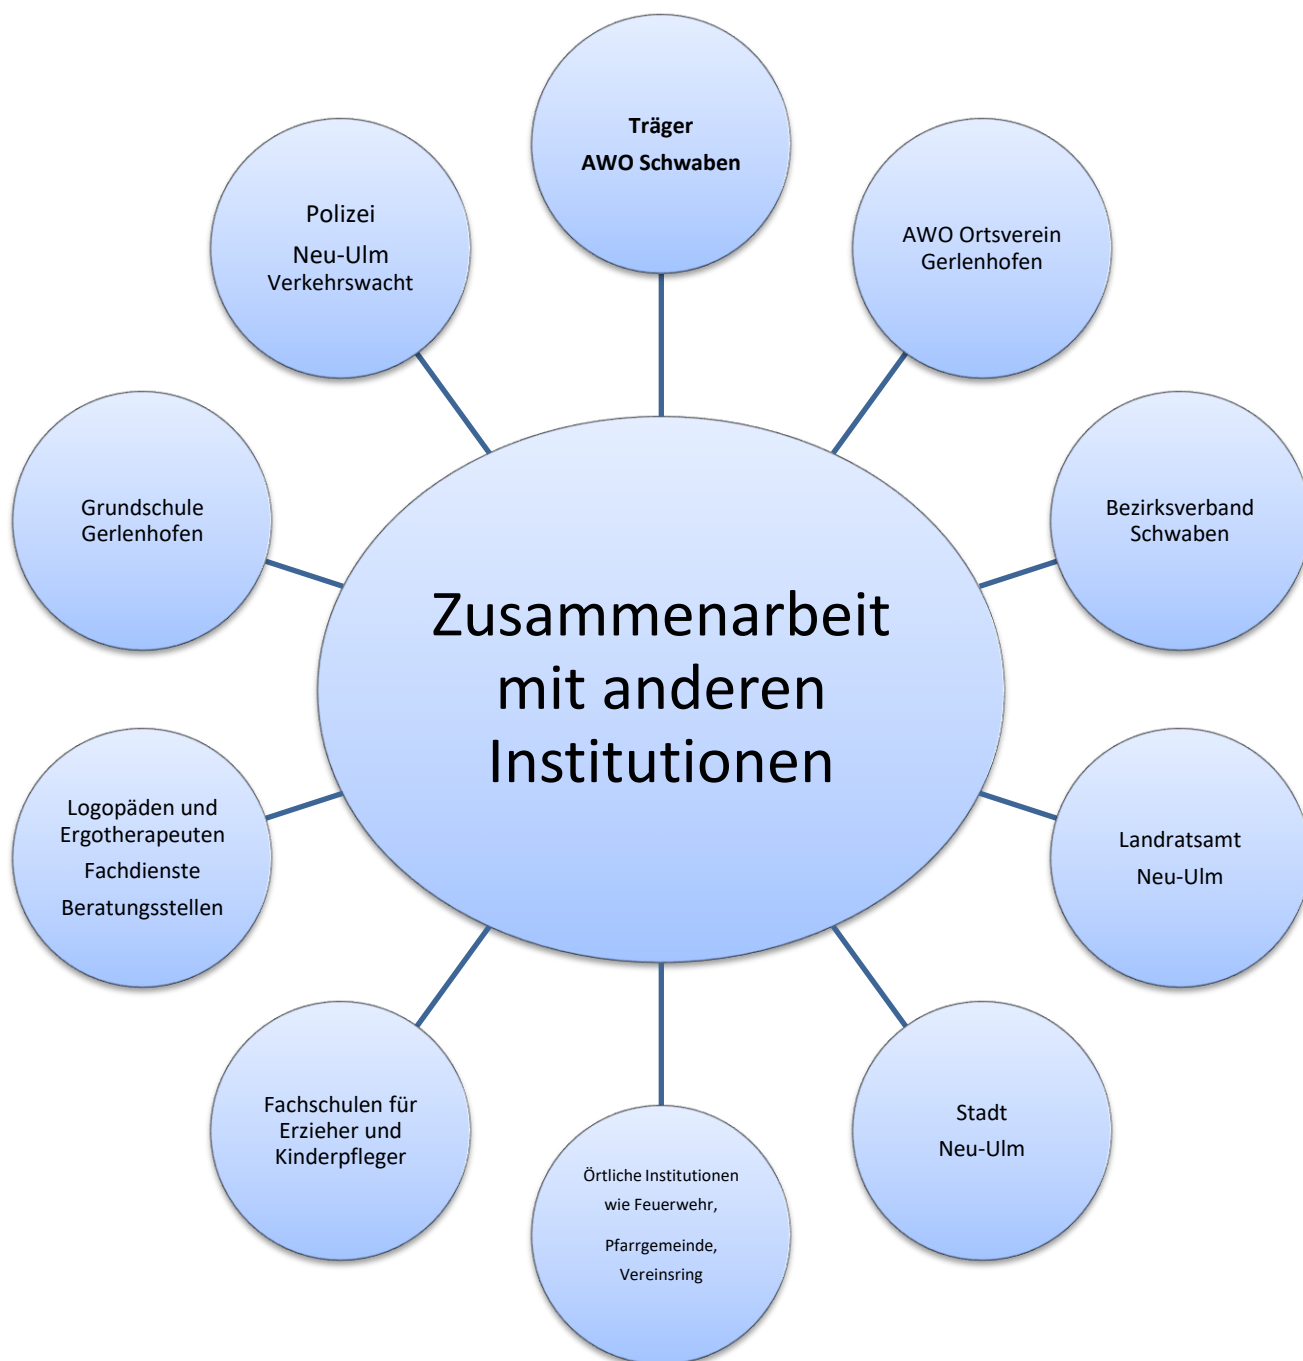 Träger
AWO Schwaben
AWO Ortsverein
Gerlenhofen
Bezirksverband
Schwaben
Landratsamt
Neu-Ulm
Stadt
Neu-Ulm
Örtliche Institutionen
wie Feuerwehr,
Pfarrgemeinde,
Vereinsring
Fachschulen für
Erzieher und
Kinderpfleger
Logopäden und
Ergotherapeuten
Fachdienste
Beratungsstellen
Grundschule
Gerlenhofen
Polizei
Neu-Ulm
Verkehrswacht
Zusammenarbeit
mit anderen
Institutionen